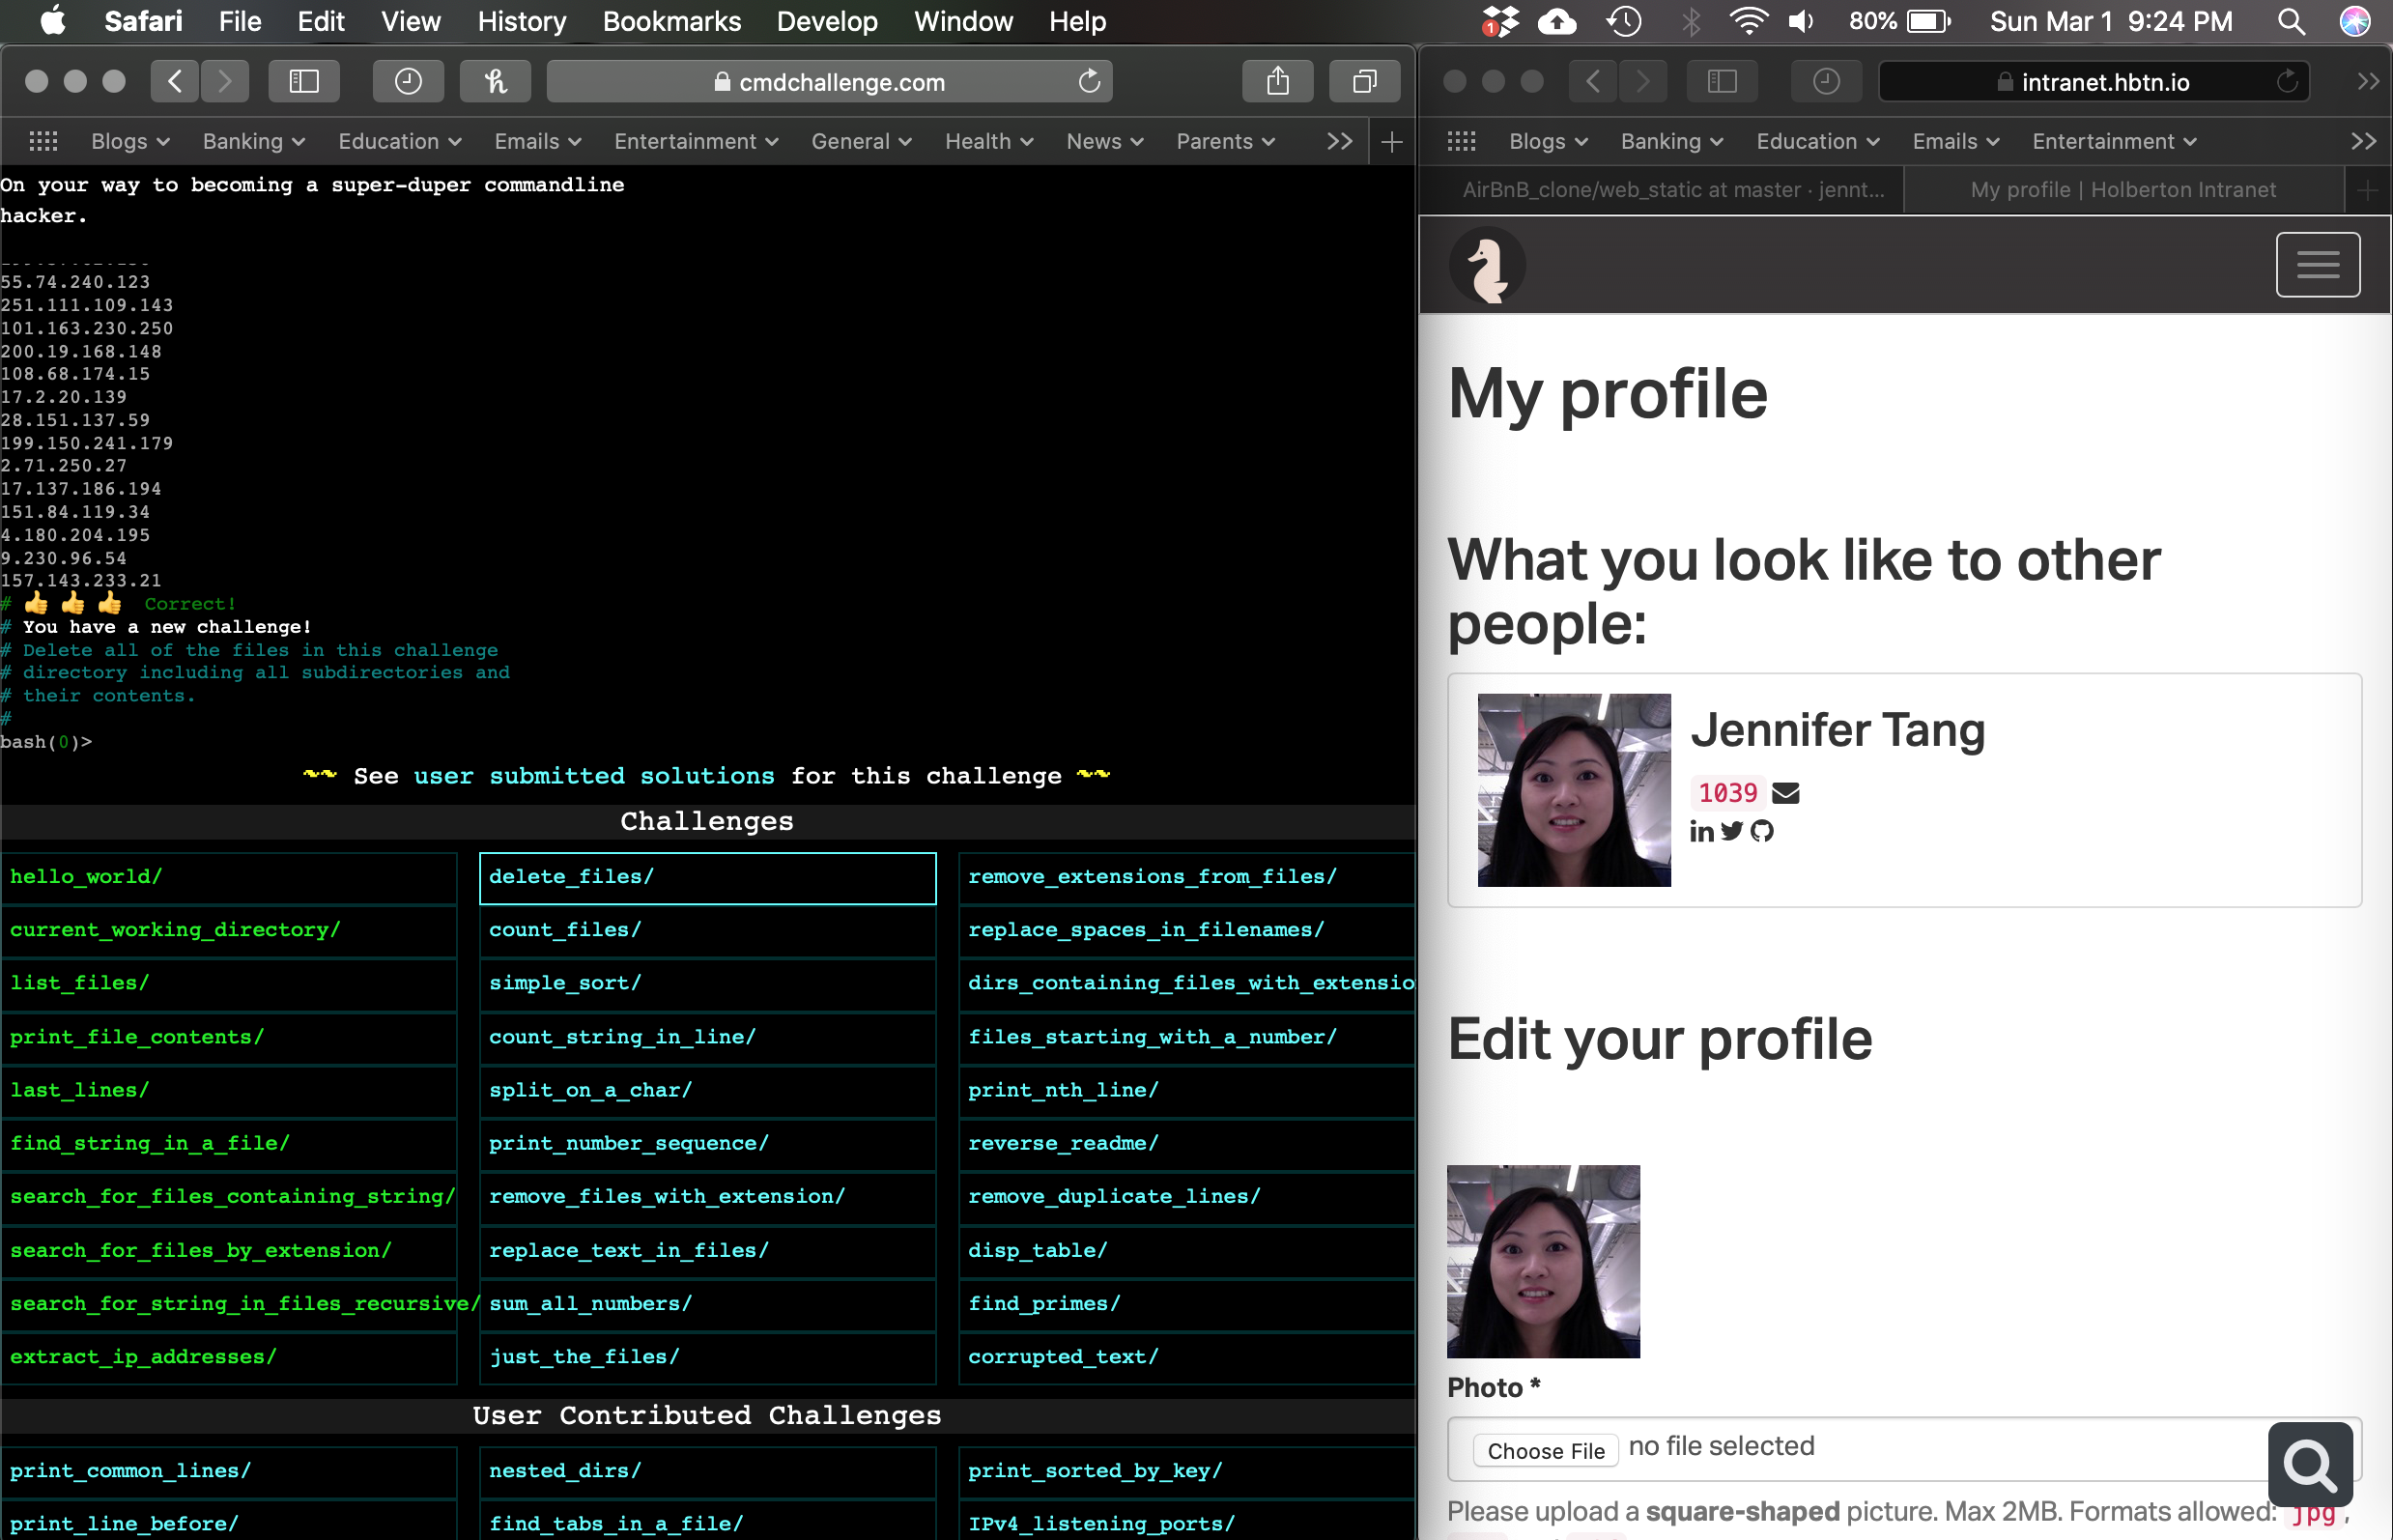 Safari File Edit View History Bookmarks Develop Window Help
1 80% Sun Mar 1 9:24 PM
cmdchallenge.com
Blogs Banking Education Emails Entertainment General Health News Parents
On your way to becoming a super-duper commandline
hacker.
55.74.240.123
251.111.109.143
101.163.230.250
200.19.168.148
108.68.174.15
17.2.20.139
28.151.137.59
199.150.241.179
2.71.250.27
17.137.186.194
151.84.119.34
4.180.204.195
9.230.96.54
157.143.233.21
# 👍 👍 👍 Correct!
# You have a new challenge!
# Delete all of the files in this challenge
# directory including all subdirectories and
# their contents.
#
bash(0)>
~~ See user submitted solutions for this challenge ~~
Challenges
hello_world/ delete_files/ remove_extensions_from_files/
current_working_directory/ count_files/ replace_spaces_in_filenames/
list_files/ simple_sort/ dirs_containing_files_with_extensio
print_file_contents/ count_string_in_line/ files_starting_with_a_number/
last_lines/ split_on_a_char/ print_nth_line/
find_string_in_a_file/ print_number_sequence/ reverse_readme/
search_for_files_containing_string/ remove_files_with_extension/ remove_duplicate_lines/
search_for_files_by_extension/ replace_text_in_files/ disp_table/
search_for_string_in_files_recursive/ sum_all_numbers/ find_primes/
extract_ip_addresses/ just_the_files/ corrupted_text/
User Contributed Challenges
print_common_lines/ nested_dirs/ print_sorted_by_key/
print_line_before/ find_tabs_in_a_file/ IPv4_listening_ports/
intranet.hbtn.io
Blogs Banking Education Emails Entertainment
AirBnB_clone/web_static at master · jennt... My profile | Holberton Intranet
My profile
What you look like to other
people:
Jennifer Tang
1039
in
Edit your profile
Photo *
Choose File no file selected
Please upload a square-shaped picture. Max 2MB. Formats allowed: jpg,